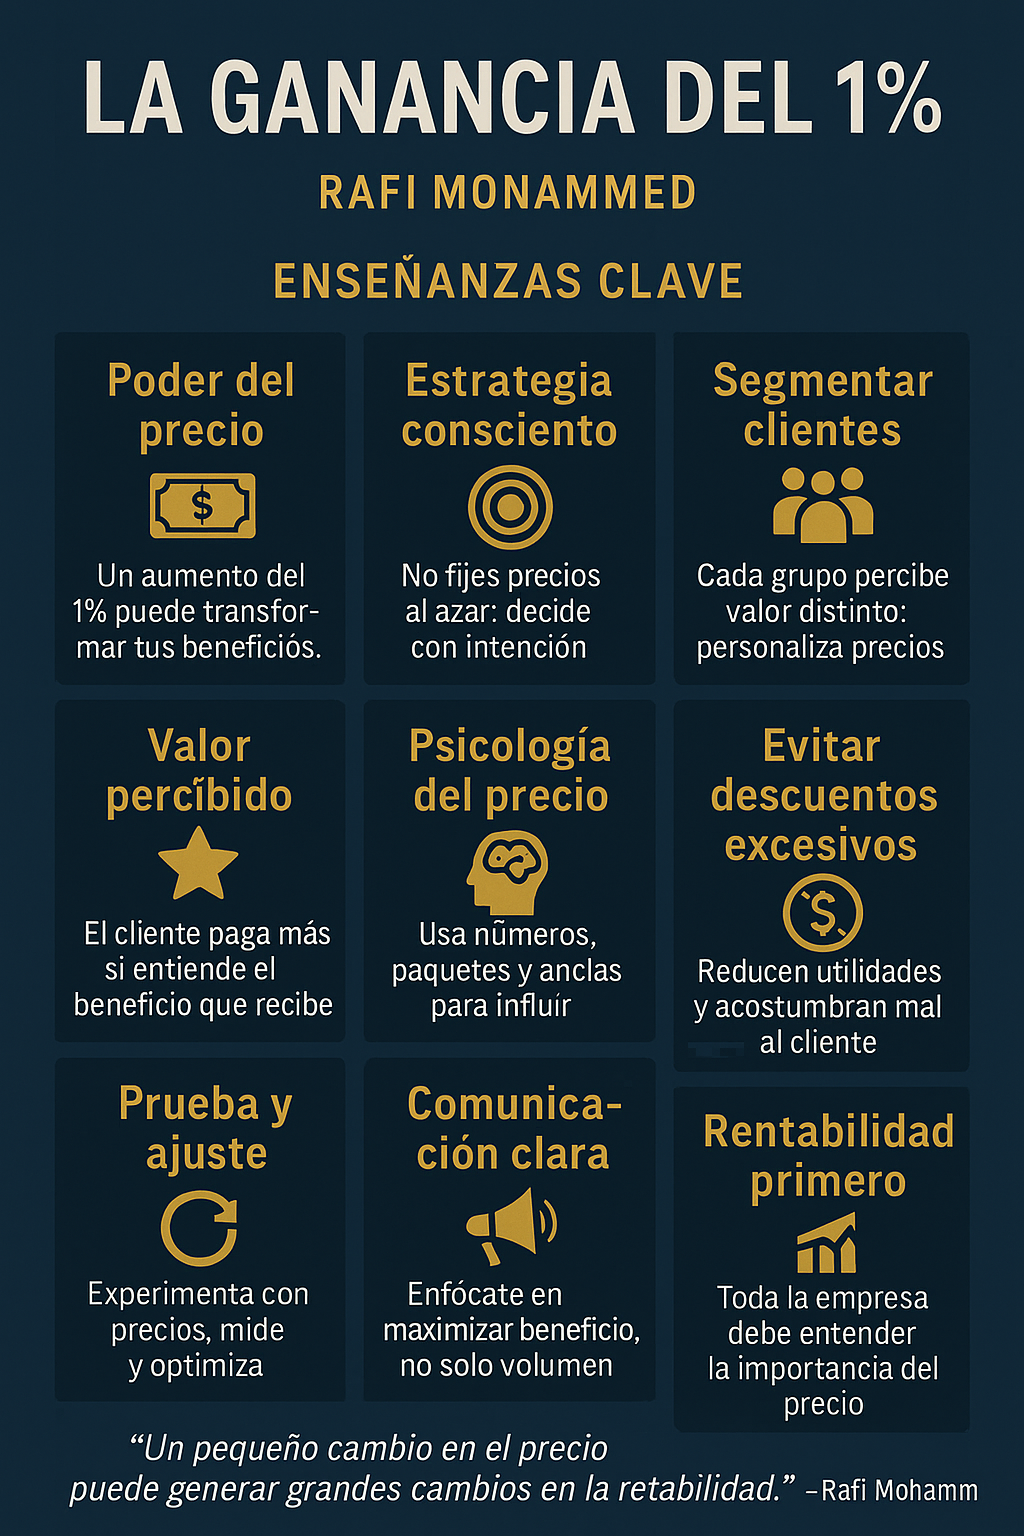 LA GANANCIA DEL 1%
RAFI MONAMMED
ENSEÑANZAS CLAVE
Poder del
precio
$
Un aumento del
1% puede transfor-
mar tus beneficiós.
Estrategia
consciento
No fijes precios
al azar: decide
con intención
Segmentar
clientes
Cada grupo percibe
valor distinto:
personaliza precios
Valor
percĩbido
El cliente paga más
si entiende el
beneficio que recibe
Psicología
del precio
Usa nũmeros,
paquetes y anclas
para influír
Evitar
descuentos
excesivos
$
Reducen utilidades
y acostumbran mal
al cliente
Prueba y
ajuste
Experimenta con
precios, mide
y optimiza
Comunica-
ción clara
Enfócate en
maximizar beneficio,
no solo volumen
Rentabilidad
primero
Toda la empresa
debe entender
la importancia del
precio
“Un pequeño cambio en el precio
puede generar grandes cambios en la retabilidad.” –Rafi Mohamm